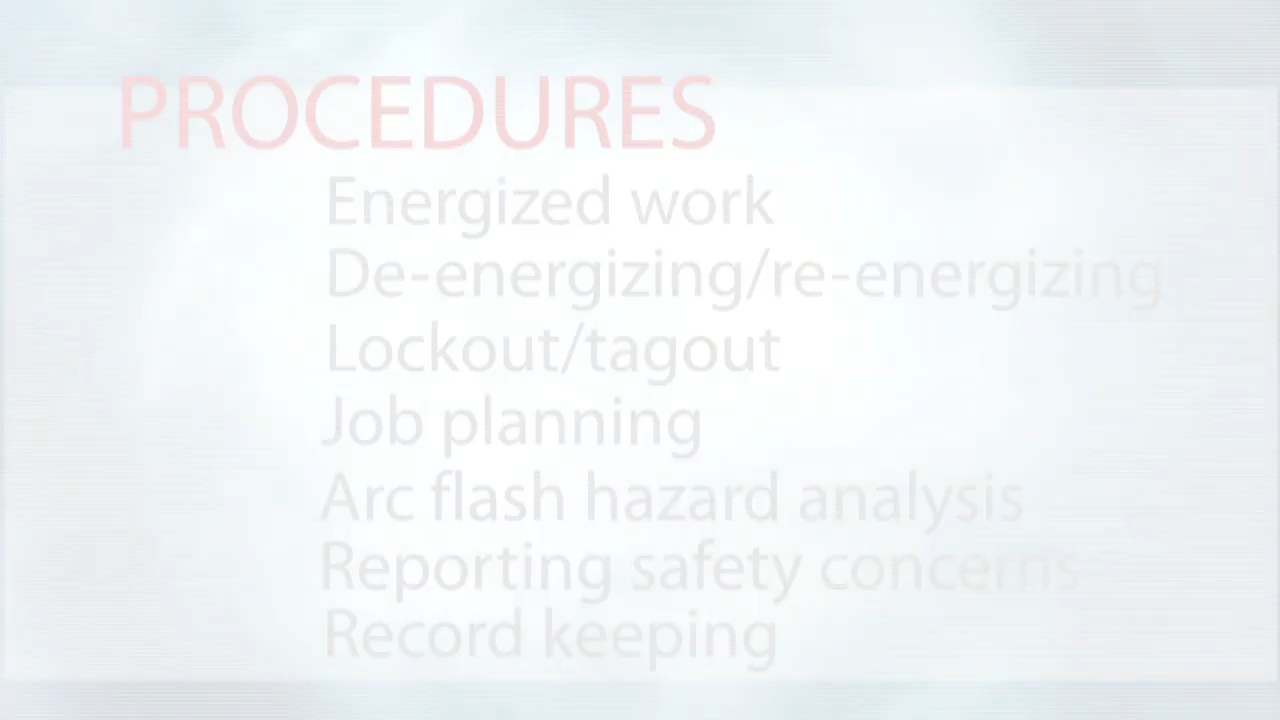 PROCEDURES
Energized work
De-energizing/re-energizing
Lockout/tagout
Job planning
Arc flash hazard analysis
Reporting safety concerns
Record keeping